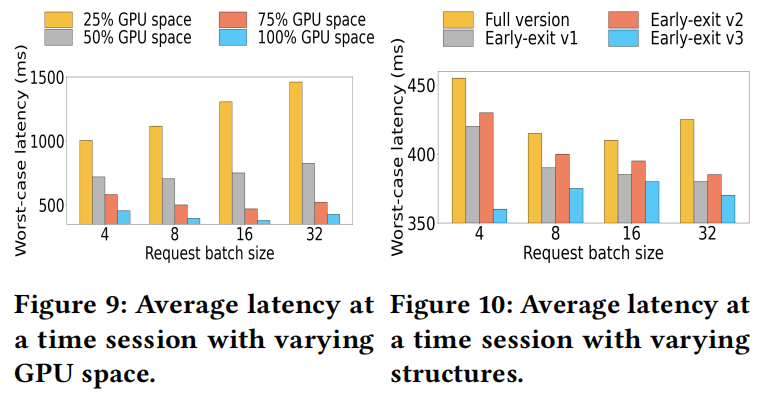 25% GPU space
75% GPU space
50% GPU space
100% GPU space
Worst-case latency (ms)
1500
1000
500
4
8
16
32
Request batch size
Figure 9: Average latency at
a time session with varying
GPU space.
Full version
Early-exit v2
Early-exit v1
Early-exit v3
Worst-case latency (ms)
450
400
350
4
8
16
32
Request batch size
Figure 10: Average latency at
a time session with varying
structures.